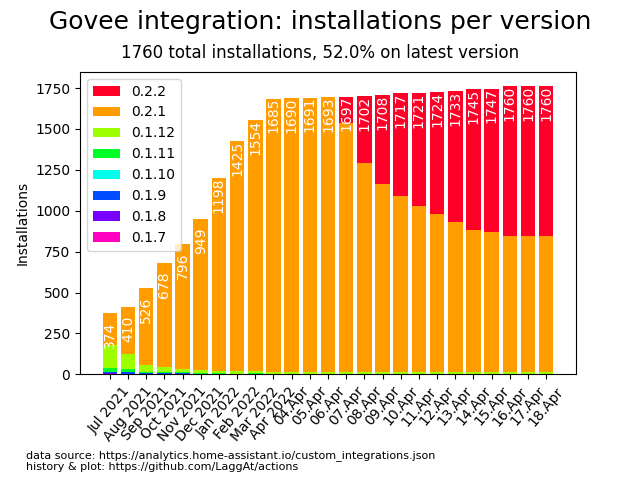 Govee integration: installations per version
1760 total installations, 52.0% on latest version
Installations
1750
1500
1250
1000
750
500
250
0
0.2.2
0.2.1
0.1.12
0.1.11
0.1.10
0.1.9
0.1.8
0.1.7
374
410
526
678
796
949
1198
1425
1554
1685
1690
1691
1693
1697
1702
1708
1717
1721
1724
1733
1745
1747
1760
1760
1760
Jul 2021
Aug 2021
Sep 2021
Oct 2021
Nov 2021
Dec 2021
Jan 2022
Feb 2022
Mar 2022
Apr 2022
04.Apr
05.Apr
06.Apr
07.Apr
08.Apr
09.Apr
10.Apr
11.Apr
12.Apr
13.Apr
14.Apr
15.Apr
16.Apr
17.Apr
18.Apr
data source: https://analytics.home-assistant.io/custom_integrations.json
history & plot: https://github.com/LaggAt/actions